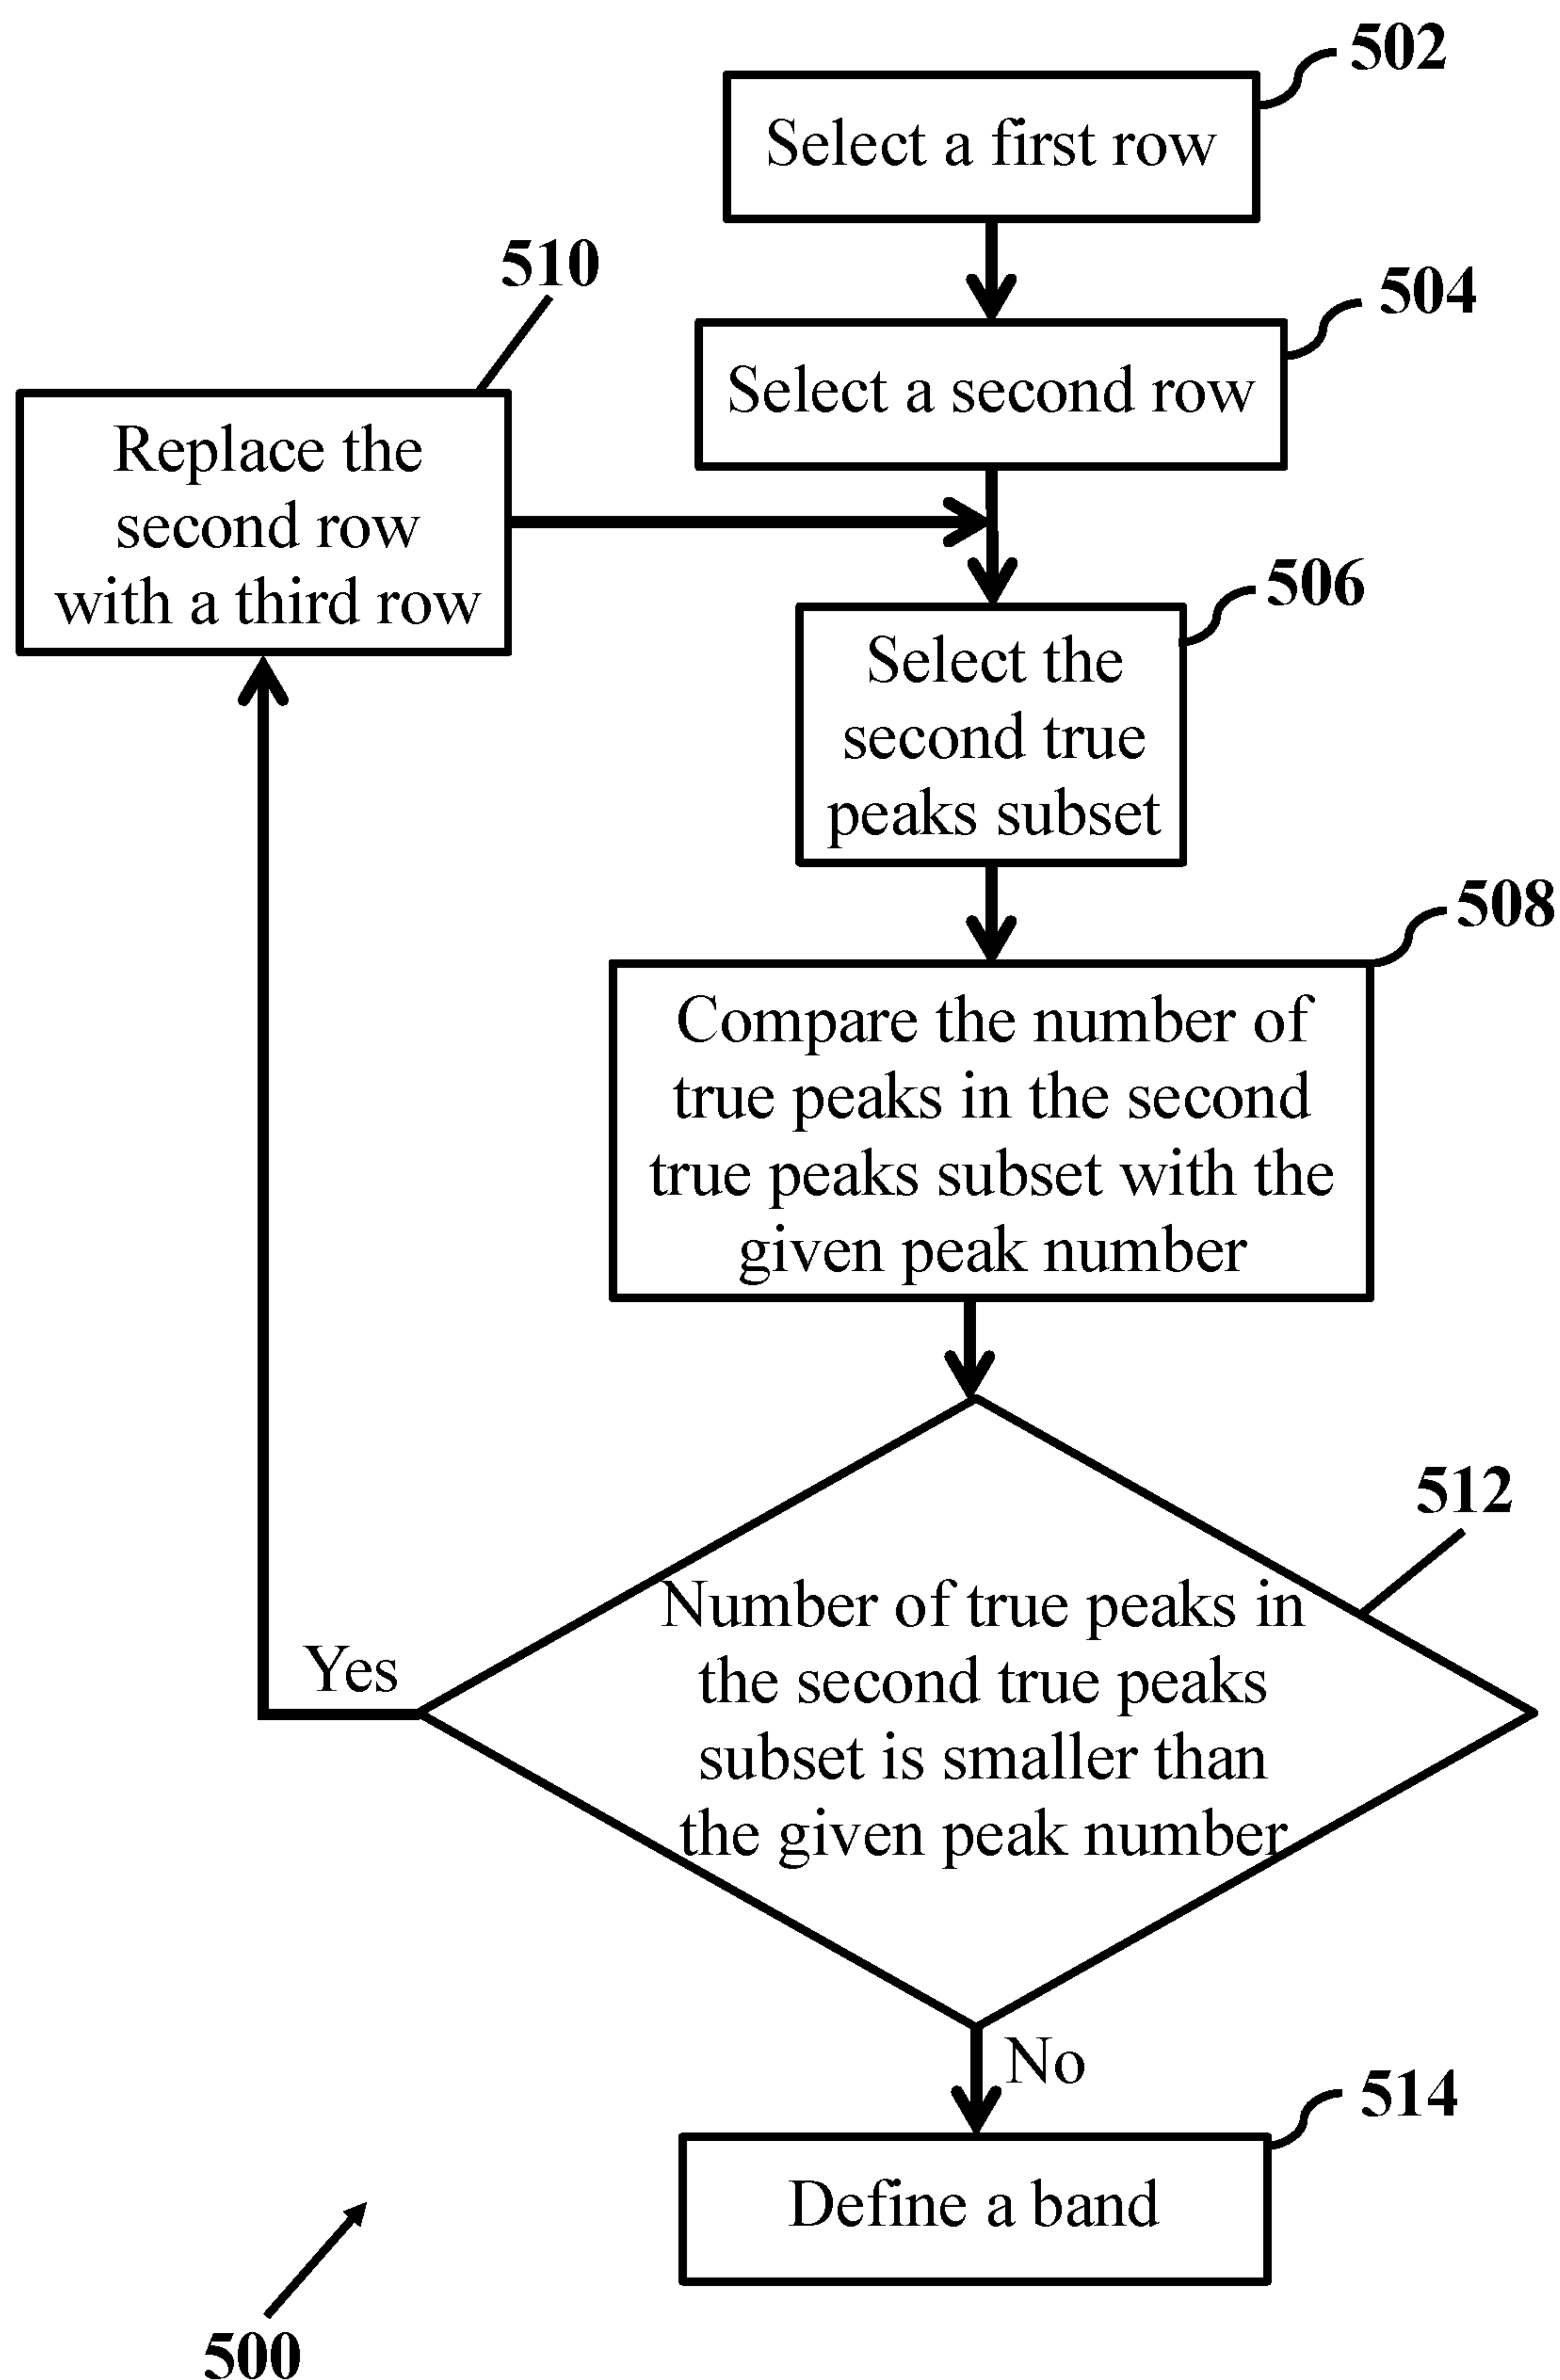 502
Select a first row
510
504
Select a second row
Replace the
second row
with a third row
506
Select the
second true
peaks subset
508
Compare the number of
true peaks in the second
true peaks subset with the
given peak number
512
Number of true peaks in
the second true peaks
subset is smaller than
the given peak number
Yes
No
514
Define a band
500